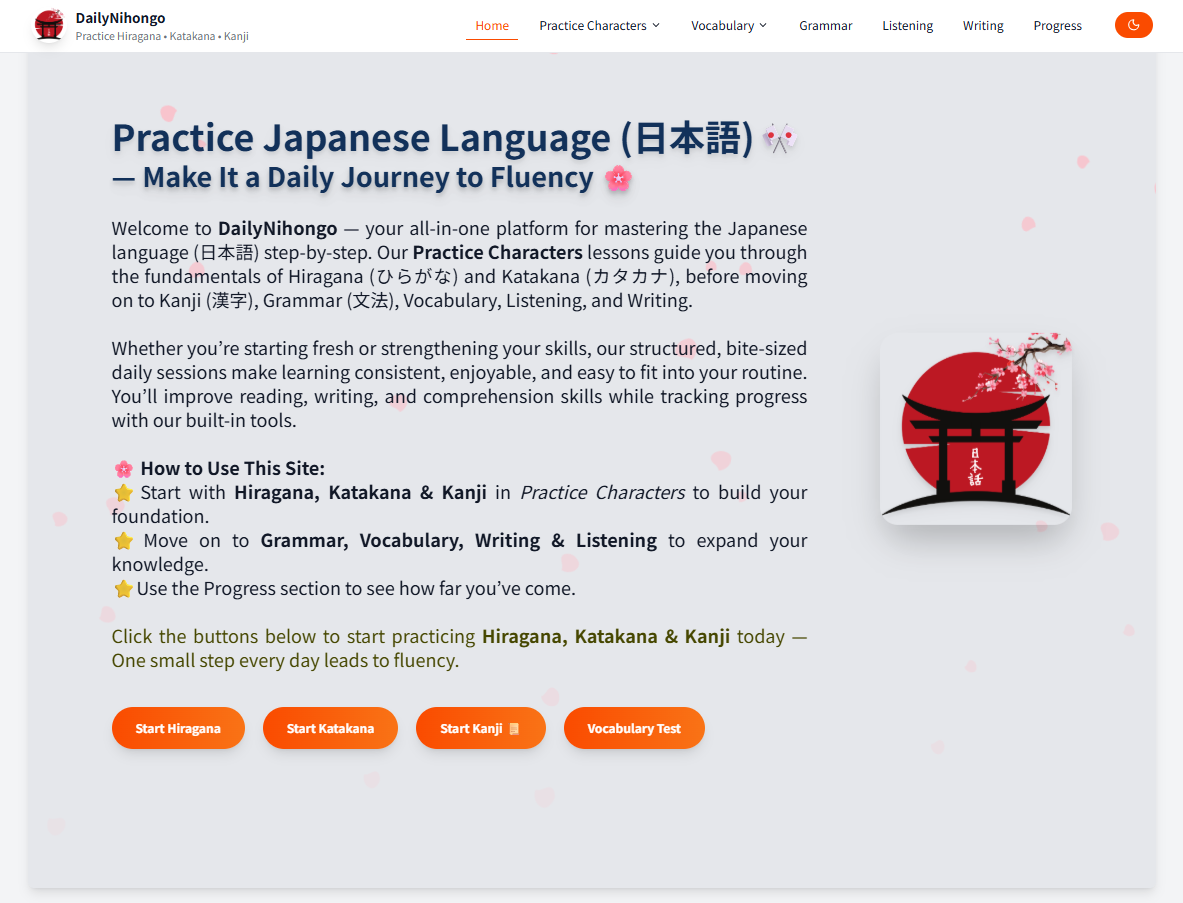 DailyNihongo
Practice Hiragana • Katakana • Kanji
Home
Practice Characters
Vocabulary
Grammar
Listening
Writing
Progress
Practice Japanese Language (日本語) 🎌
— Make It a Daily Journey to Fluency 🌸
Welcome to DailyNihongo — your all-in-one platform for mastering the Japanese
language (日本語) step-by-step. Our Practice Characters lessons guide you through
the fundamentals of Hiragana (ひらがな) and Katakana (カタカナ), before moving
on to Kanji (漢字), Grammar (文法), Vocabulary, Listening, and Writing.
Whether you’re starting fresh or strengthening your skills, our structured, bite-sized
daily sessions make learning consistent, enjoyable, and easy to fit into your routine.
You’ll improve reading, writing, and comprehension skills while tracking progress
with our built-in tools.
🌸 How to Use This Site:
⭐ Start with Hiragana, Katakana & Kanji in Practice Characters to build your
foundation.
⭐ Move on to Grammar, Vocabulary, Writing & Listening to expand your
knowledge.
⭐ Use the Progress section to see how far you’ve come.
Click the buttons below to start practicing Hiragana, Katakana & Kanji today —
One small step every day leads to fluency.
Start Hiragana
Start Katakana
Start Kanji
Vocabulary Test
日本話